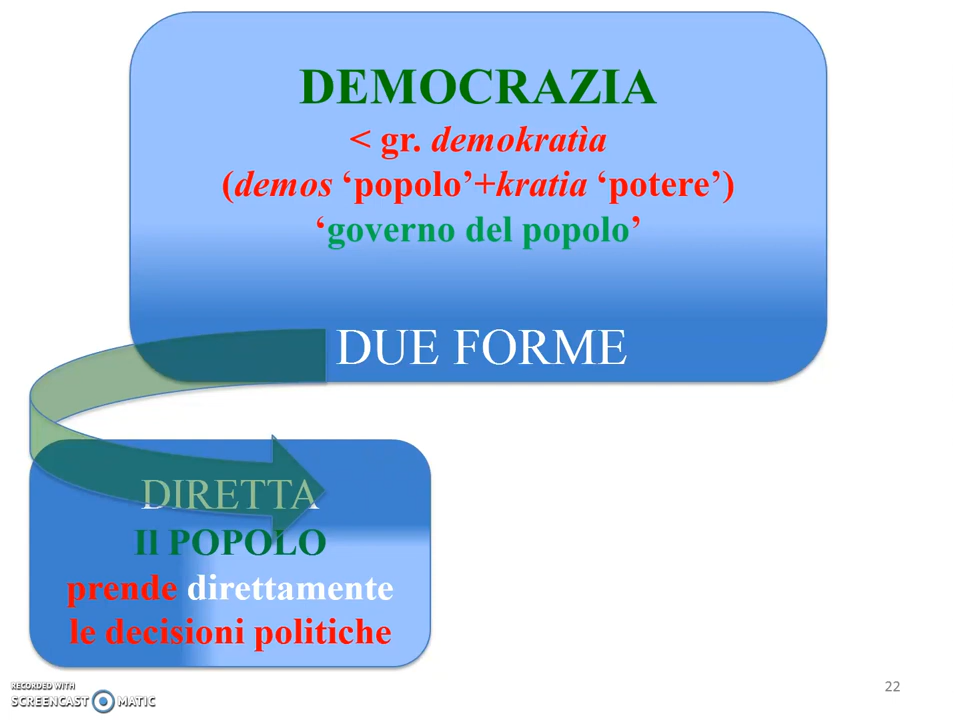 DEMOCRAZIA
< gr. demokratìa
(demos ‘popolo’+kratia ‘potere’)
‘governo del popolo’
DUE FORME
DIRETTA
Il POPOLO
prende direttamente
le decisioni politiche
RECORDED WITH
SCREENCAST MATIC
22